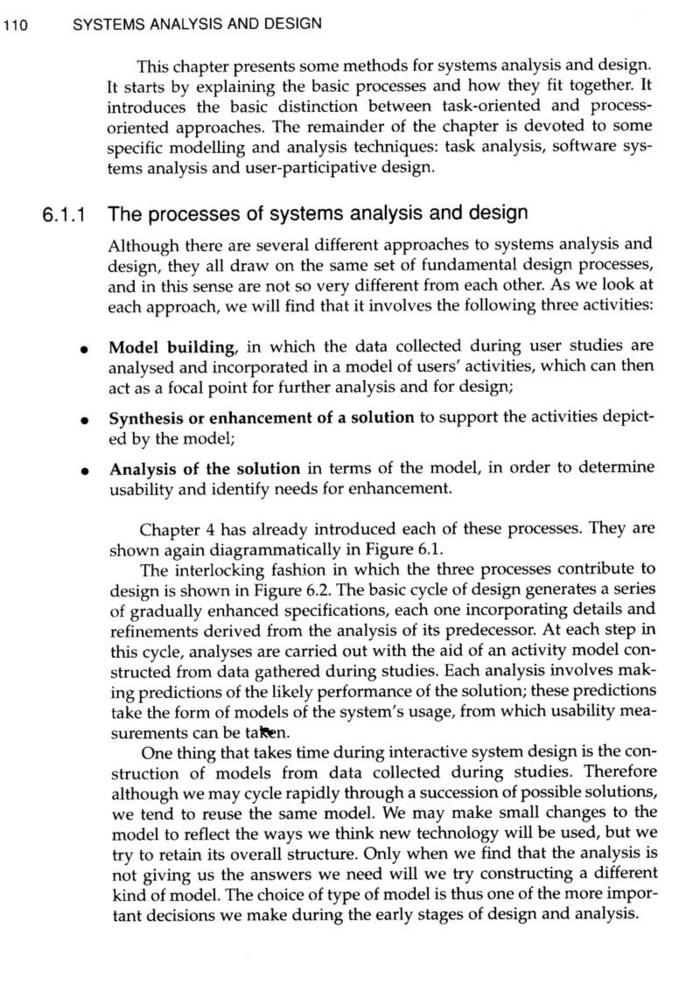 110 SYSTEMS ANALYSIS AND DESIGN
This chapter presents some methods for systems analysis and design.
It starts by explaining the basic processes and how they fit together. It
introduces the basic distinction between task-oriented and process-
oriented approaches. The remainder of the chapter is devoted to some
specific modelling and analysis techniques: task analysis, software sys-
tems analysis and user-participative design.
6.1.1 The processes of systems analysis and design
Although there are several different approaches to systems analysis and
design, they all draw on the same set of fundamental design processes,
and in this sense are not so very different from each other. As we look at
each approach, we will find that it involves the following three activities:
• Model building, in which the data collected during user studies are
analysed and incorporated in a model of users' activities, which can then
act as a focal point for further analysis and for design;
• Synthesis or enhancement of a solution to support the activities depict-
ed by the model;
• Analysis of the solution in terms of the model, in order to determine
usability and identify needs for enhancement.
Chapter 4 has already introduced each of these processes. They are
shown again diagrammatically in Figure 6.1.
The interlocking fashion in which the three processes contribute to
design is shown in Figure 6.2. The basic cycle of design generates a series
of gradually enhanced specifications, each one incorporating details and
refinements derived from the analysis of its predecessor. At each step in
this cycle, analyses are carried out with the aid of an activity model con-
structed from data gathered during studies. Each analysis involves mak-
ing predictions of the likely performance of the solution; these predictions
take the form of models of the system's usage, from which usability mea-
surements can be taken.
One thing that takes time during interactive system design is the con-
struction of models from data collected during studies. Therefore
although we may cycle rapidly through a succession of possible solutions,
we tend to reuse the same model. We may make small changes to the
model to reflect the ways we think new technology will be used, but we
try to retain its overall structure. Only when we find that the analysis is
not giving us the answers we need will we try constructing a different
kind of model. The choice of type of model is thus one of the more impor-
tant decisions we make during the early stages of design and analysis.